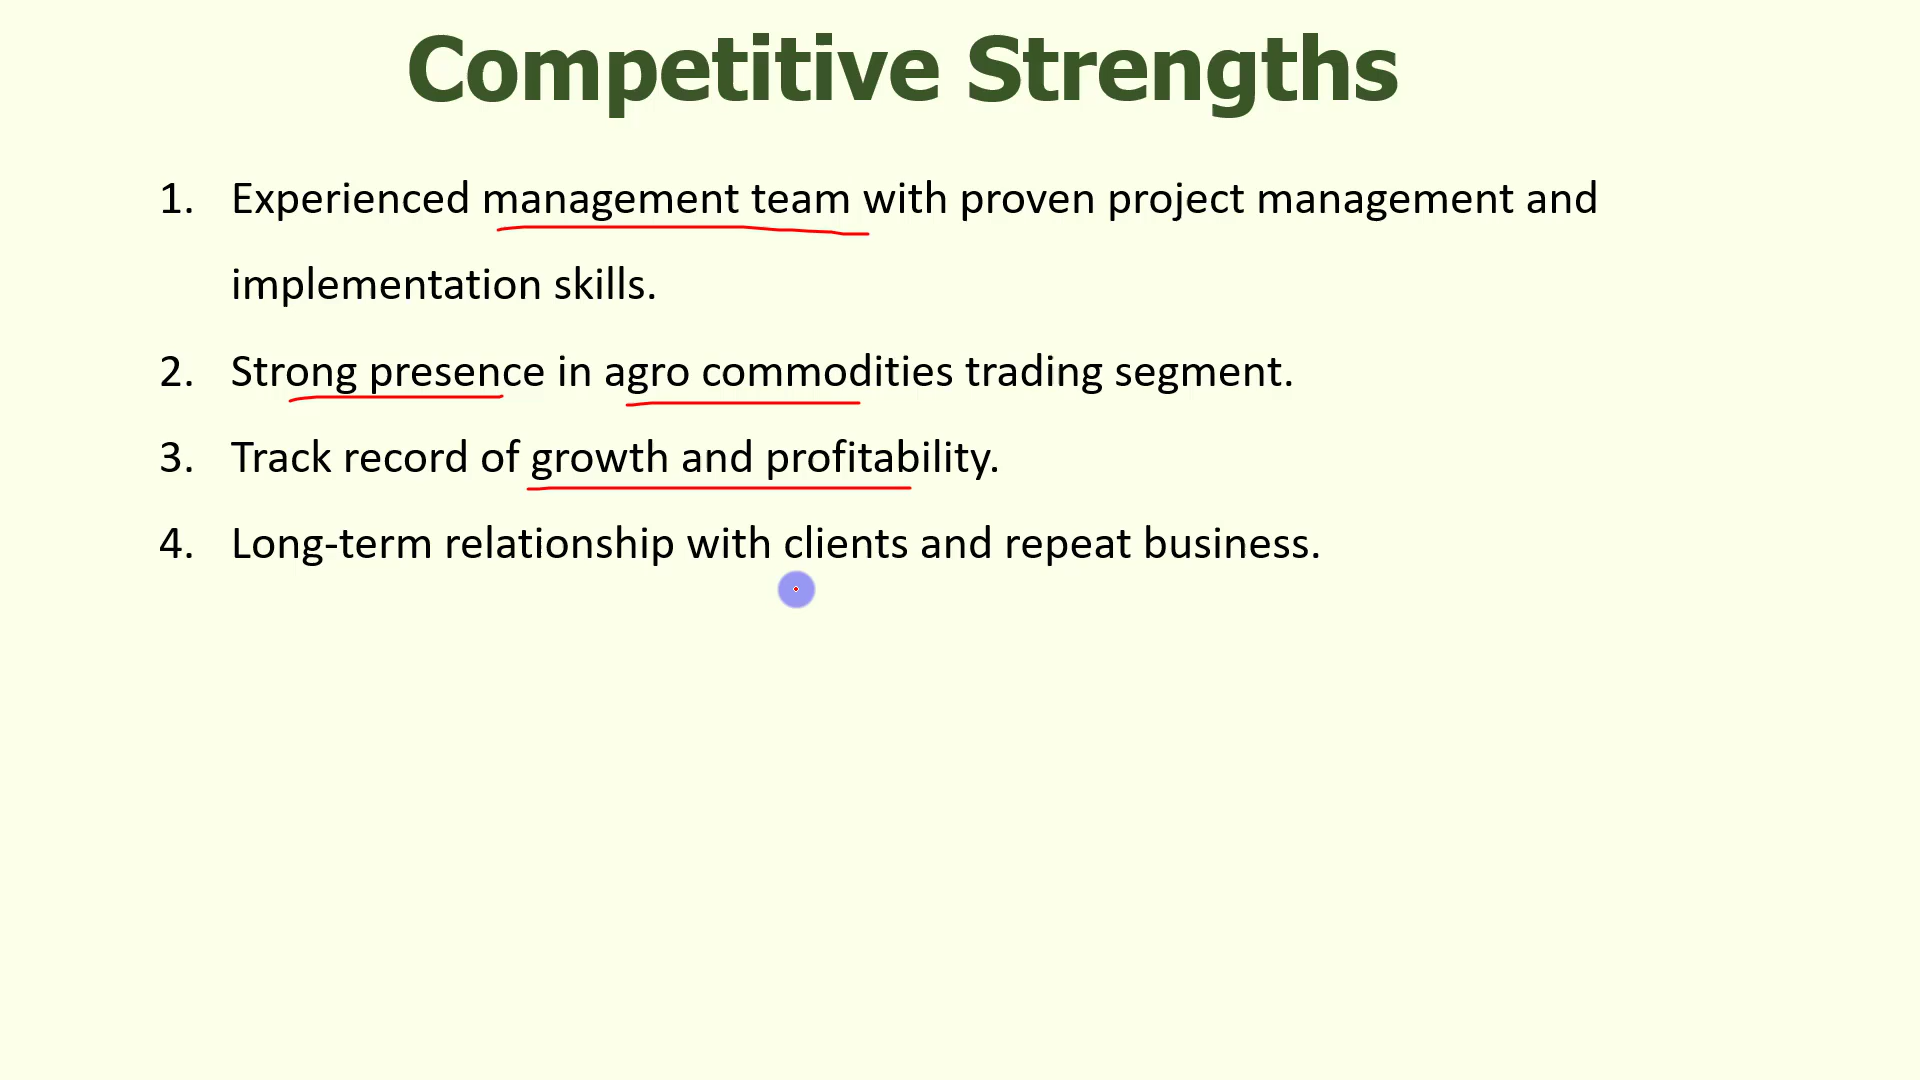 Competitive Strengths
1. Experienced management team with proven project management and
implementation skills.
2. Strong presence in agro commodities trading segment.
3. Track record of growth and profitability.
4. Long-term relationship with clients and repeat business.